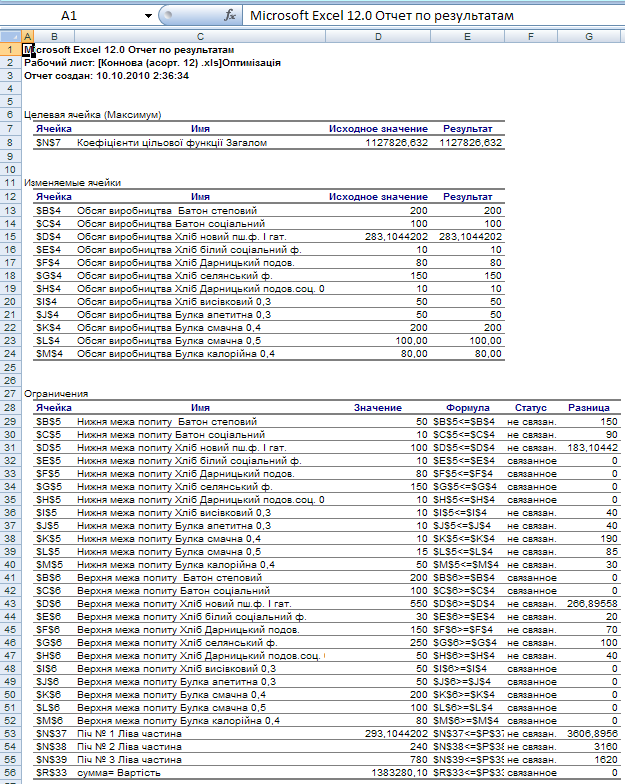 A1 fx Microsoft Excel 12.0 Отчет по результатам
A B C D E F G
1 Microsoft Excel 12.0 Отчет по результатам
2 Рабочий лист: [Коннова (асорт. 12) .xls]Оптимізація
3 Отчет создан: 10.10.2010 2:36:34
4
5
6 Целевая ячейка (Максимум)
7 Ячейка Имя Исходное значение Результат
8 $N$7 Коефіцієнти цільової функції Загалом 1127826,632 1127826,632
9
10
11 Изменяемые ячейки
12 Ячейка Имя Исходное значение Результат
13 $B$4 Обсяг виробництва Батон степовий 200 200
14 $C$4 Обсяг виробництва Батон соціальний 100 100
15 $D$4 Обсяг виробництва Хліб новий пш.ф. І гат. 283,1044202 283,1044202
16 $E$4 Обсяг виробництва Хліб білий соціальний ф. 10 10
17 $F$4 Обсяг виробництва Хліб Дарницький подов. 80 80
18 $G$4 Обсяг виробництва Хліб селянський ф. 150 150
19 $H$4 Обсяг виробництва Хліб Дарницький подов.соц. 0 10 10
20 $I$4 Обсяг виробництва Хліб висівковий 0,3 50 50
21 $J$4 Обсяг виробництва Булка апетитна 0,3 50 50
22 $K$4 Обсяг виробництва Булка смачна 0,4 200 200
23 $L$4 Обсяг виробництва Булка смачна 0,5 100,00 100,00
24 $M$4 Обсяг виробництва Булка калорійна 0,4 80,00 80,00
25
26
27 Ограничения
28 Ячейка Имя Значение Формула Статус Разница
29 $B$5 Нижня межа попиту Батон степовий 50 $B$5<=$B$4 не связан. 150
30 $C$5 Нижня межа попиту Батон соціальний 10 $C$5<=$C$4 не связан. 90
31 $D$5 Нижня межа попиту Хліб новий пш.ф. І гат. 100 $D$5<=$D$4 не связан. 183,10442
32 $E$5 Нижня межа попиту Хліб білий соціальний ф. 10 $E$5<=$E$4 связанное 0
33 $F$5 Нижня межа попиту Хліб Дарницький подов. 80 $F$5<=$F$4 связанное 0
34 $G$5 Нижня межа попиту Хліб селянський ф. 150 $G$5<=$G$4 связанное 0
35 $H$5 Нижня межа попиту Хліб Дарницький подов.соц. 0 10 $H$5<=$H$4 связанное 0
36 $I$5 Нижня межа попиту Хліб висівковий 0,3 10 $I$5<=$I$4 не связан. 40
37 $J$5 Нижня межа попиту Булка апетитна 0,3 10 $J$5<=$J$4 не связан. 40
38 $K$5 Нижня межа попиту Булка смачна 0,4 10 $K$5<=$K$4 не связан. 190
39 $L$5 Нижня межа попиту Булка смачна 0,5 15 $L$5<=$L$4 не связан. 85
40 $M$5 Нижня межа попиту Булка калорійна 0,4 50 $M$5<=$M$4 не связан. 30
41 $B$6 Верхня межа попиту Батон степовий 200 $B$6>=$B$4 связанное 0
42 $C$6 Верхня межа попиту Батон соціальний 100 $C$6>=$C$4 связанное 0
43 $D$6 Верхня межа попиту Хліб новий пш.ф. І гат. 550 $D$6>=$D$4 не связан. 266,89558
44 $E$6 Верхня межа попиту Хліб білий соціальний ф. 30 $E$6>=$E$4 не связан. 20
45 $F$6 Верхня межа попиту Хліб Дарницький подов. 150 $F$6>=$F$4 не связан. 70
46 $G$6 Верхня межа попиту Хліб селянський ф. 250 $G$6>=$G$4 не связан. 100
47 $H$6 Верхня межа попиту Хліб Дарницький подов.соц. 50 $H$6>=$H$4 не связан. 40
48 $I$6 Верхня межа попиту Хліб висівковий 0,3 50 $I$6>=$I$4 связанное 0
49 $J$6 Верхня межа попиту Булка апетитна 0,3 50 $J$6>=$J$4 связанное 0
50 $K$6 Верхня межа попиту Булка смачна 0,4 200 $K$6>=$K$4 связанное 0
51 $L$6 Верхня межа попиту Булка смачна 0,5 100 $L$6>=$L$4 связанное 0
52 $M$6 Верхня межа попиту Булка калорійна 0,4 80 $M$6>=$M$4 связанное 0
53 $N$37 Піч № 1 Ліва частина 293,1044202 $N$37<=$P$37 не связан. 3606,8956
54 $N$38 Піч № 2 Ліва частина 240 $N$38<=$P$38 не связан. 3160
55 $N$39 Піч № 3 Ліва частина 780 $N$39<=$P$39 не связан. 1620
56 $R$33 сумма= Вартість 1383280,10 $R$33<=$P$33 связанное 0